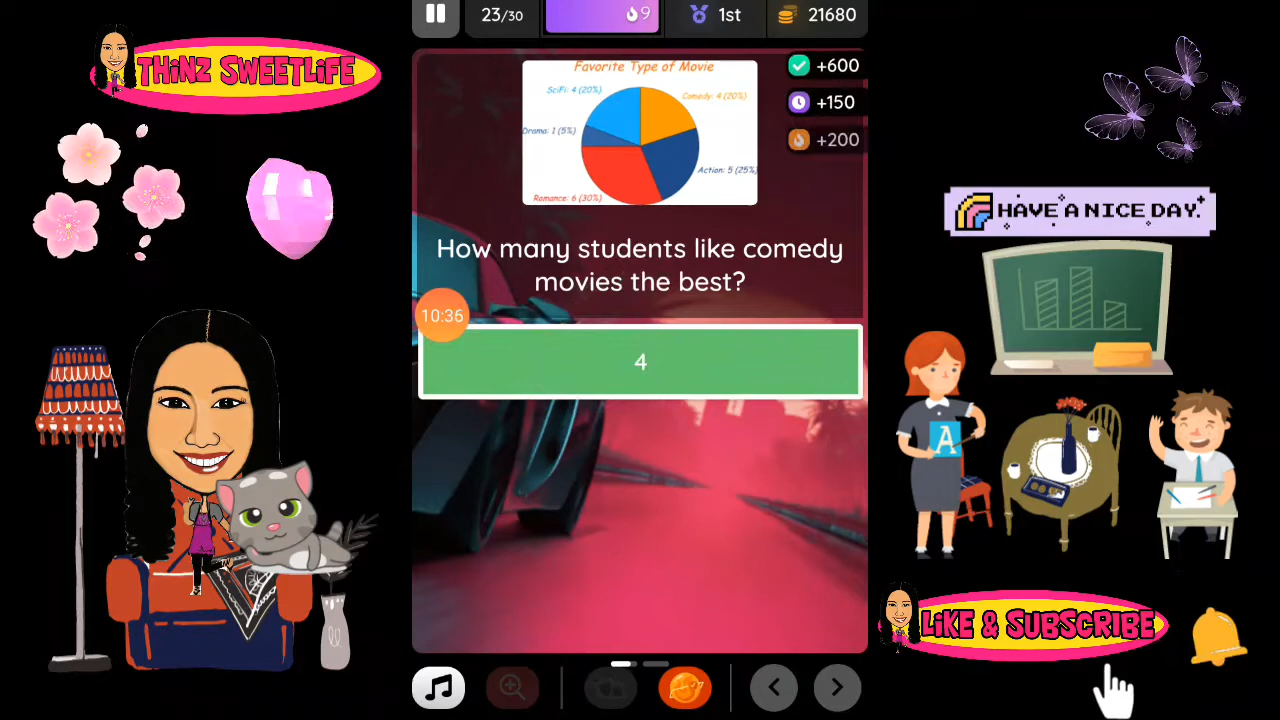 THiNZ SWEETLiFE
23/30
9
1st
21680
+600
+150
+200
Favorite Type of Movie
SciFi: 4 (20%)
Comedy: 4 (20%)
Drama: 1 (5%)
Action: 5 (25%)
Romance: 6 (30%)
How many students like comedy
movies the best?
10:36
4
HAVE A NICE DAY.
A
LiKE & SUBSCRiBE